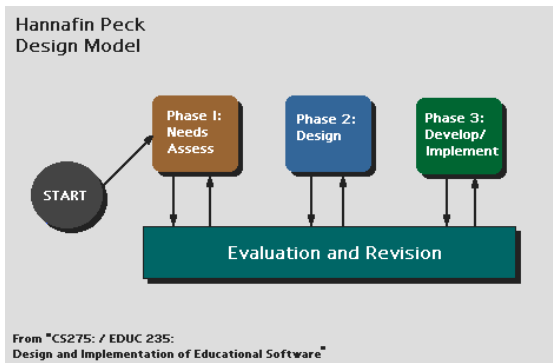 Hannafin Peck
Design Model
Phase 1:
Needs
Assess
Phase 2:
Design
Phase 3:
Develop/
Implement
START
Evaluation and Revision
From "CS275: / EDUC 235:
Design and Implementation of Educational Software"